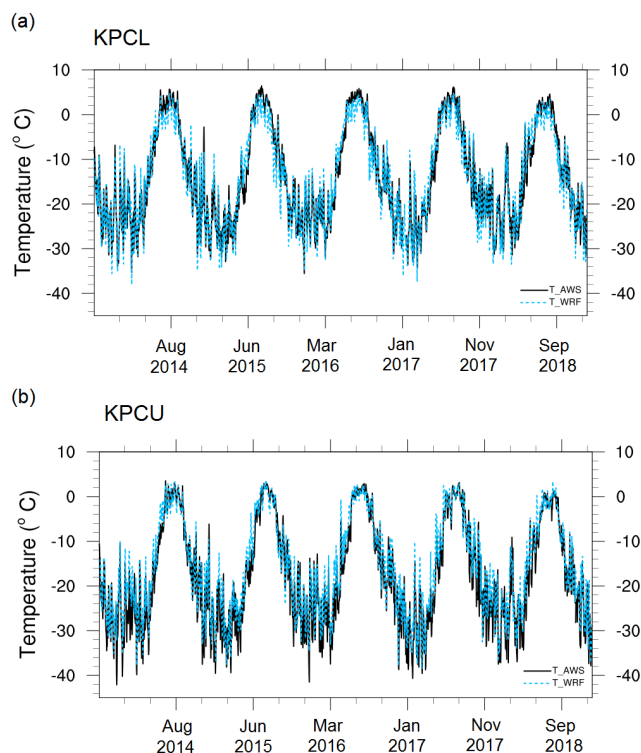 (a)
KPCL
10 10
0 0
-10 -10
-20 -20
-30 -30
-40 -40
Temperature (° C)
T_AWS
T_WRF
Aug Jun Mar Jan Nov Sep
2014 2015 2016 2017 2017 2018
(b)
KPCU
10 10
0 0
-10 -10
-20 -20
-30 -30
-40 -40
Temperature (° C)
T_AWS
T_WRF
Aug Jun Mar Jan Nov Sep
2014 2015 2016 2017 2017 2018